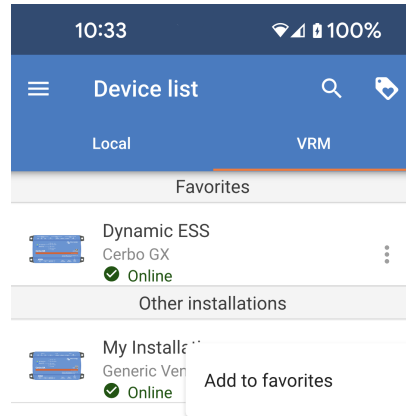 10:33
100%
Device list
Local
VRM
Favorites
Dynamic ESS
Cerbo GX
Online
Other installations
My Installa
Generic Ven
Online
Add to favorites